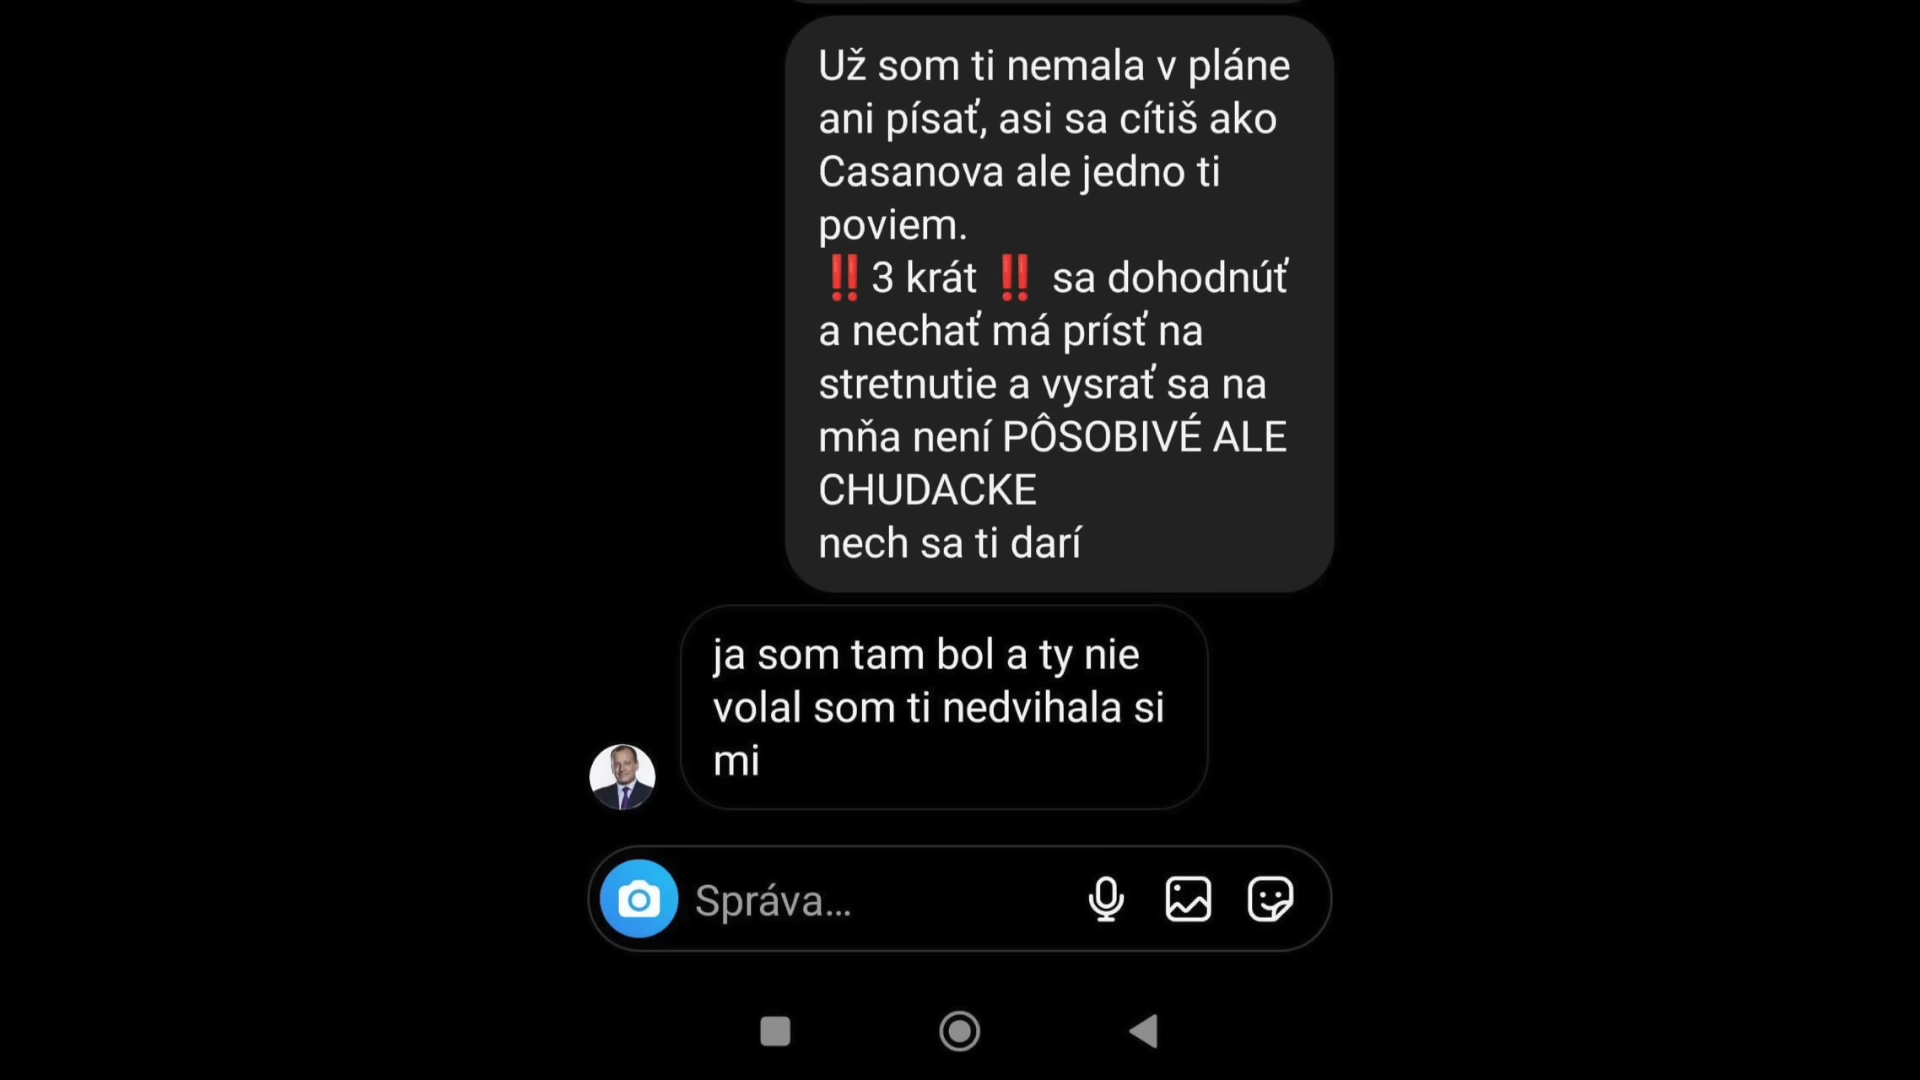 Už som ti nemala v pláne
ani písať, asi sa cítiš ako
Casanova ale jedno ti
poviem.
‼️3 krát ‼️ sa dohodnúť
a nechať má prísť na
stretnutie a vysrať sa na
mňa není PÔSOBIVÉ ALE
CHUDACKE
nech sa ti darí
ja som tam bol a ty nie
volal som ti nedvihala si
mi
Správa...